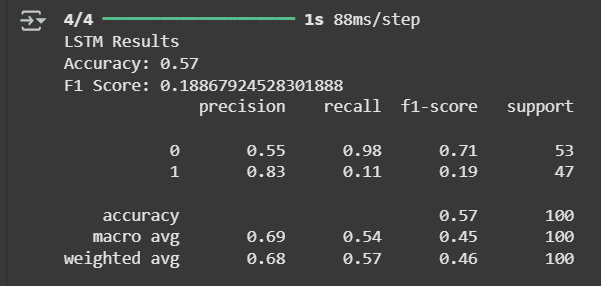 4/4 1s 88ms/step
LSTM Results
Accuracy: 0.57
F1 Score: 0.18867924528301888
precision recall f1-score support
0 0.55 0.98 0.71 53
1 0.83 0.11 0.19 47
accuracy 0.57 100
macro avg 0.69 0.54 0.45 100
weighted avg 0.68 0.57 0.46 100